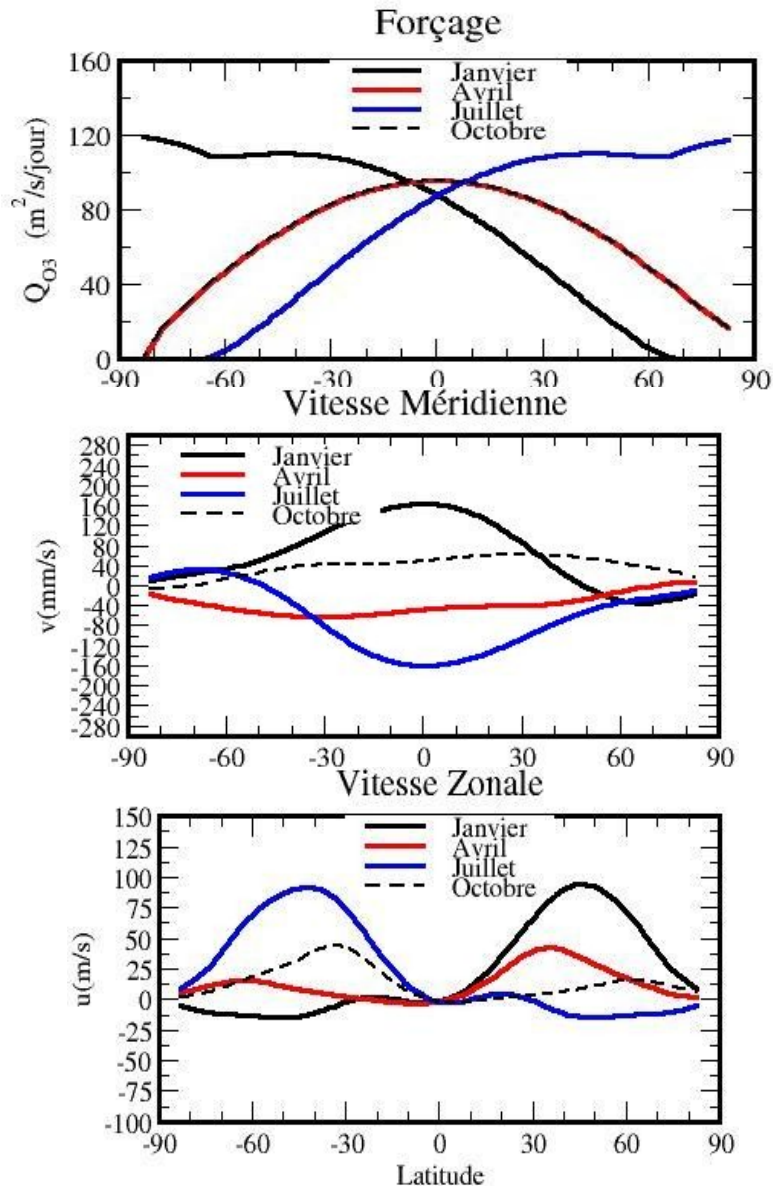 Forçage
Janvier
Avril
Juillet
Octobre
160
120
80
40
0
Q_O3 (m²/s/jour)
-90 -60 -30 0 30 60 90
Vitesse Méridienne
Janvier
Avril
Juillet
Octobre
280
240
200
160
120
80
40
0
-40
-80
-120
-160
-200
-240
-280
v(mm/s)
-90 -60 -30 0 30 60 90
Vitesse Zonale
Janvier
Avril
Juillet
Octobre
150
125
100
75
50
25
0
-25
-50
-75
-100
u(m/s)
-90 -60 -30 0 30 60 90
Latitude